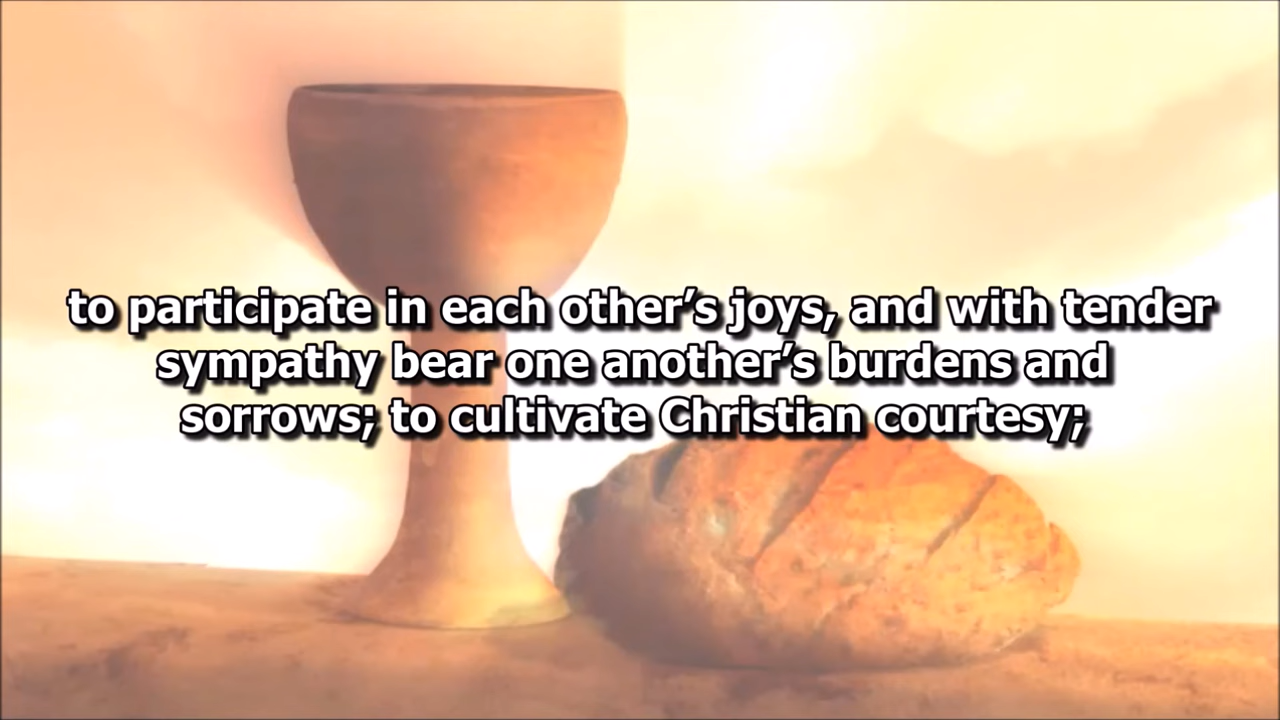 to participate in each other’s joys, and with tender
sympathy bear one another’s burdens and
sorrows; to cultivate Christian courtesy;